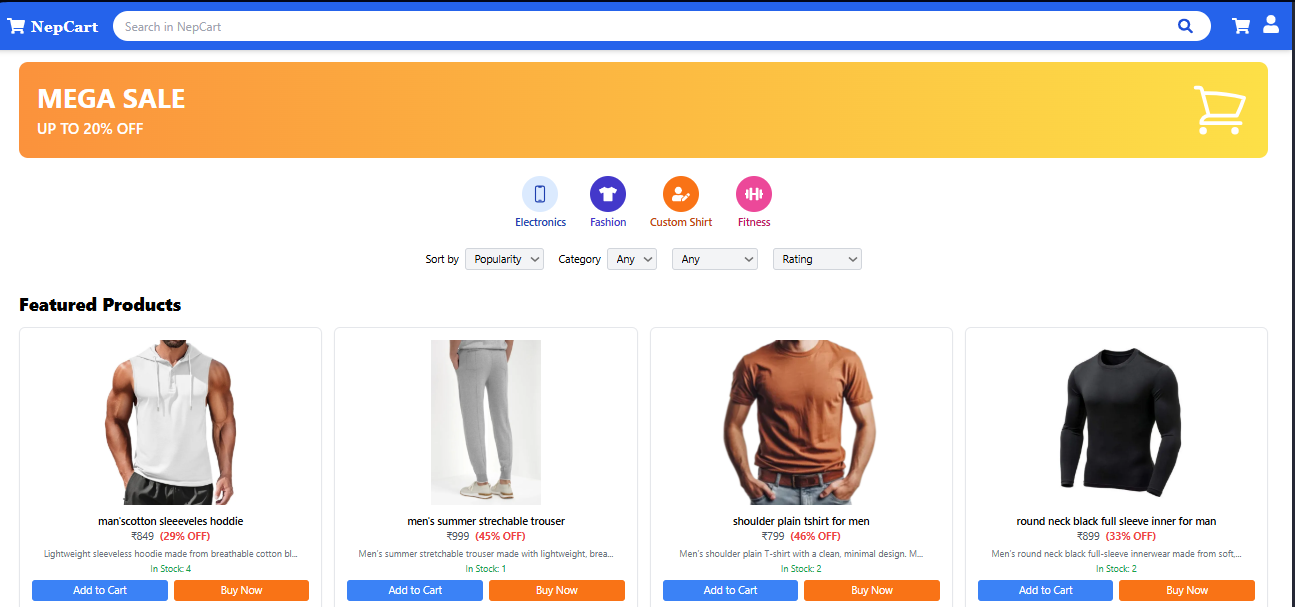 NepCart Search in NepCart
MEGA SALE
UP TO 20% OFF
Electronics Fashion Custom Shirt Fitness
Sort by Popularity Category Any Any Rating
Featured Products
man'scotton sleeeveles hoddie
₹849 (29% OFF)
Lightweight sleeveless hoodie made from breathable cotton bl...
In Stock: 4
Add to Cart Buy Now
men's summer strechable trouser
₹999 (45% OFF)
Men's summer stretchable trouser made with lightweight, brea...
In Stock: 1
Add to Cart Buy Now
shoulder plain tshirt for men
₹799 (46% OFF)
Men's shoulder plain T-shirt with a clean, minimal design. M...
In Stock: 2
Add to Cart Buy Now
round neck black full sleeve inner for man
₹899 (33% OFF)
Men's round neck black full-sleeve innerwear made from soft,...
In Stock: 2
Add to Cart Buy Now